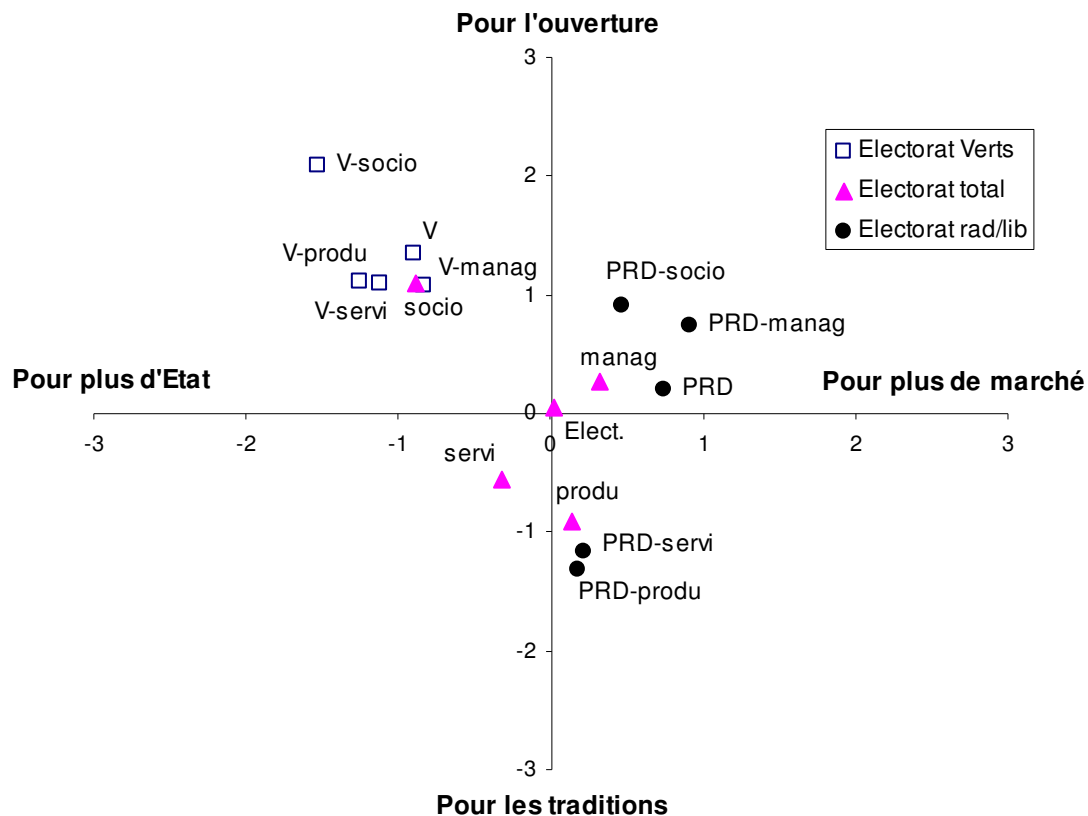 Pour l'ouverture
3
Electorat Verts
Electorat total
Electorat rad/lib
2
V-socio
V
V-produ
V-manag
PRD-socio
1
V-servi
socio
PRD-manag
manag
Pour plus d'Etat
PRD
Pour plus de marché
0
Elect.
-3
-2
-1
0
1
2
3
servi
produ
-1
PRD-servi
PRD-produ
-2
-3
Pour les traditions